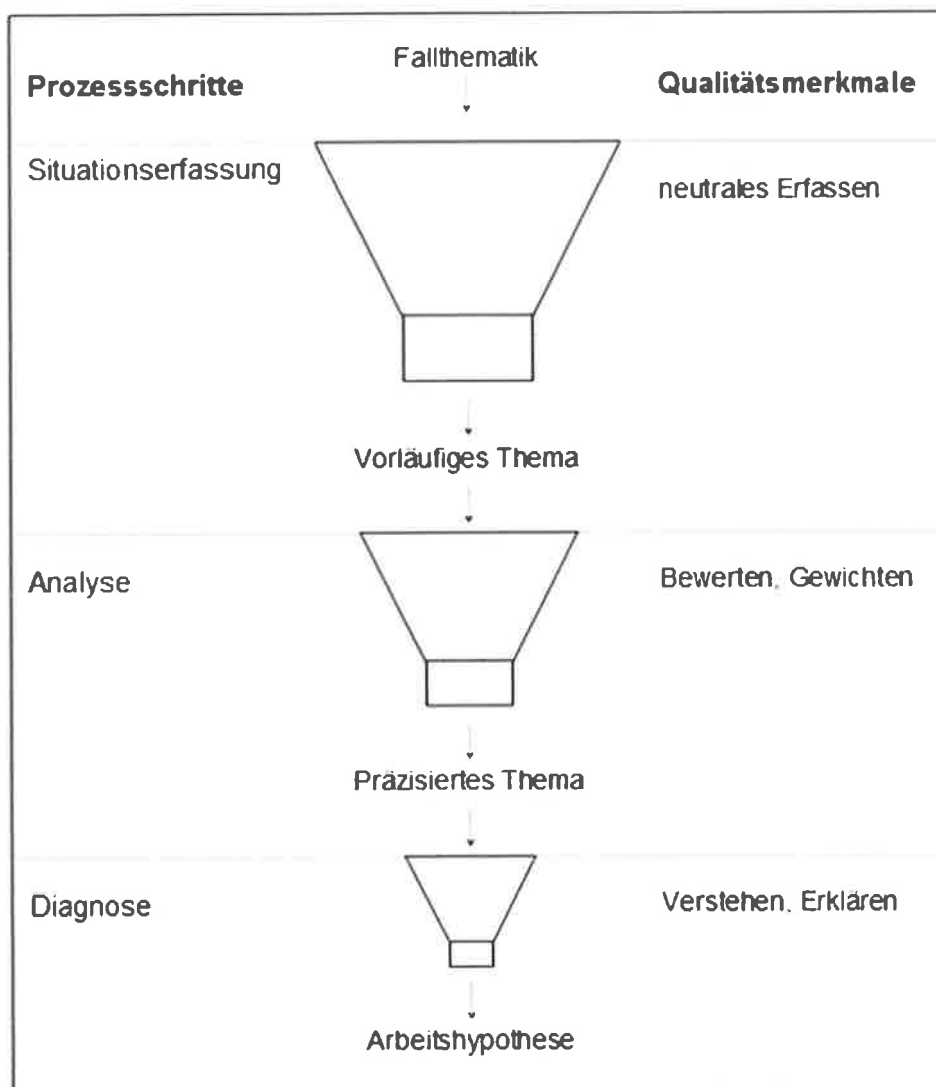 Fallthematik
Prozessschritte
Qualitätsmerkmale
Situationserfassung
neutrales Erfassen
Vorläufiges Thema
Analyse
Bewerten, Gewichten
Präzisiertes Thema
Diagnose
Verstehen, Erklären
Arbeitshypothese